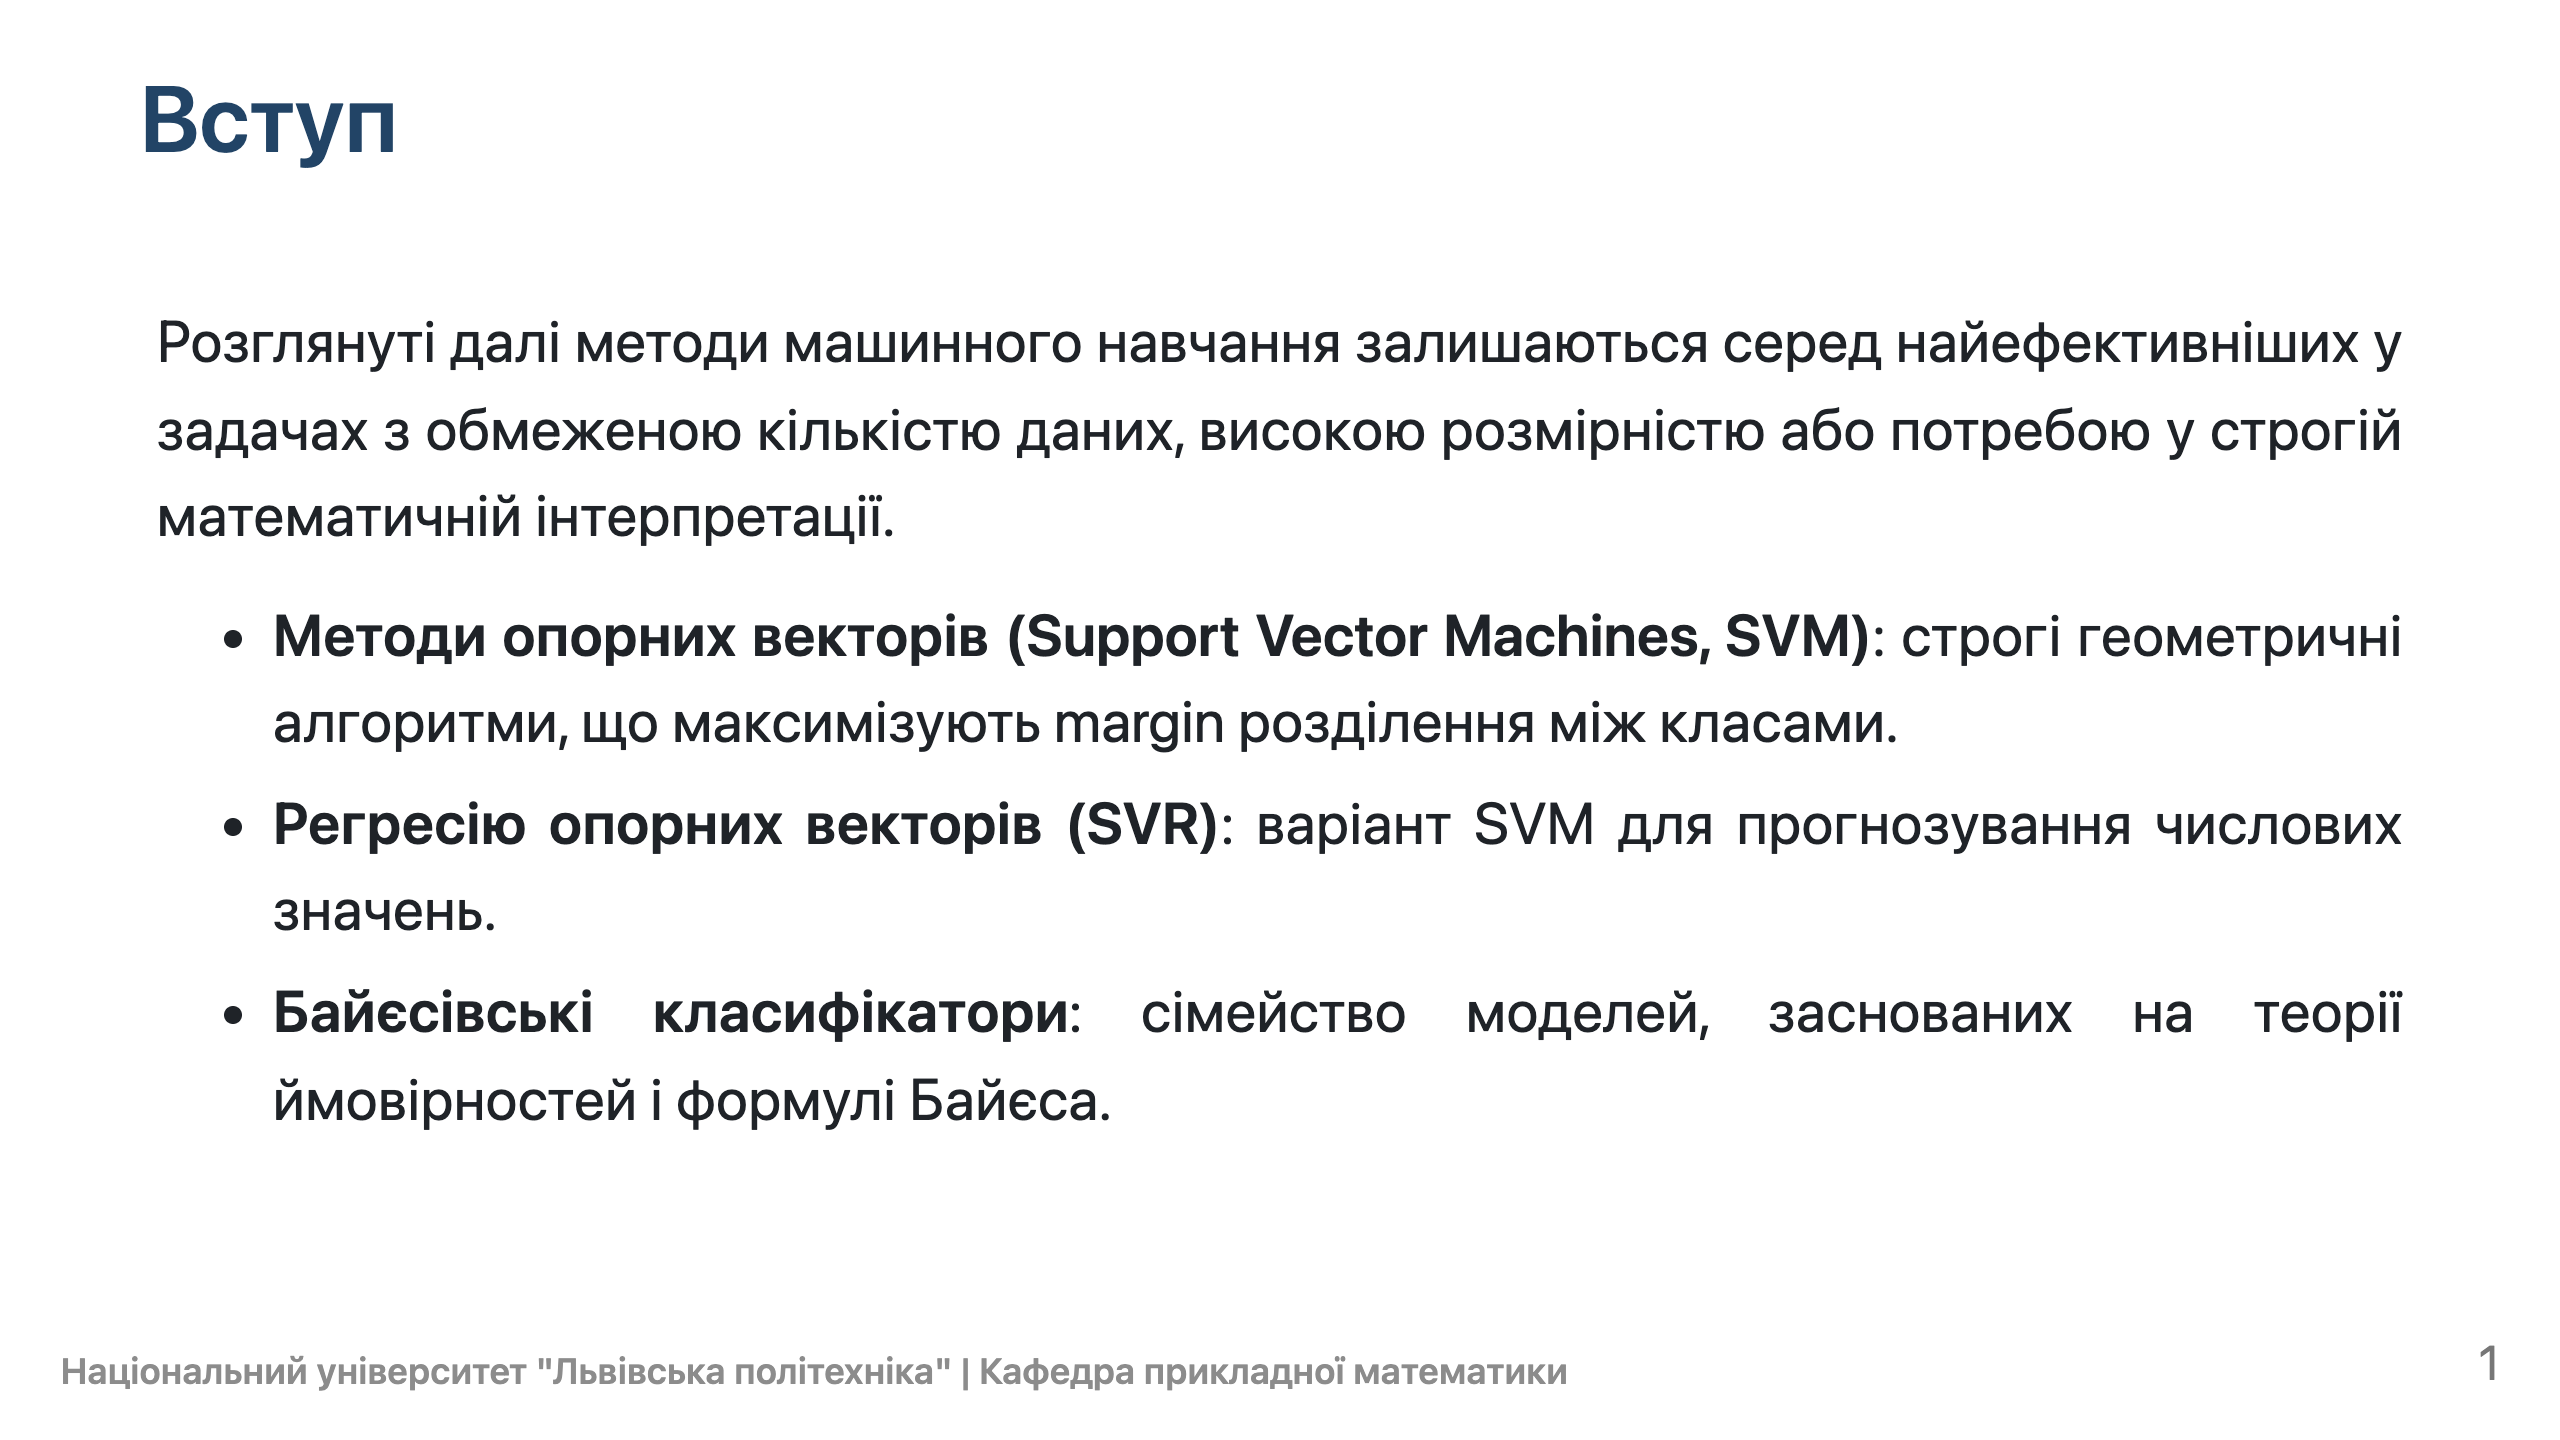 Вступ
Розглянуті далі методи машинного навчання залишаються серед найефективніших у
задачах з обмеженою кількістю даних, високою розмірністю або потребою у строгій
математичній інтерпретації.
• Методи опорних векторів (Support Vector Machines, SVM): строгі геометричні
алгоритми, що максимізують margin розділення між класами.
• Регресію опорних векторів (SVR): варіант SVM для прогнозування числових
значень.
• Байєсівські класифікатори: сімейство моделей, заснованих на теорії
ймовірностей і формулі Байєса.
Національний університет "Львівська політехніка" | Кафедра прикладної математики
1